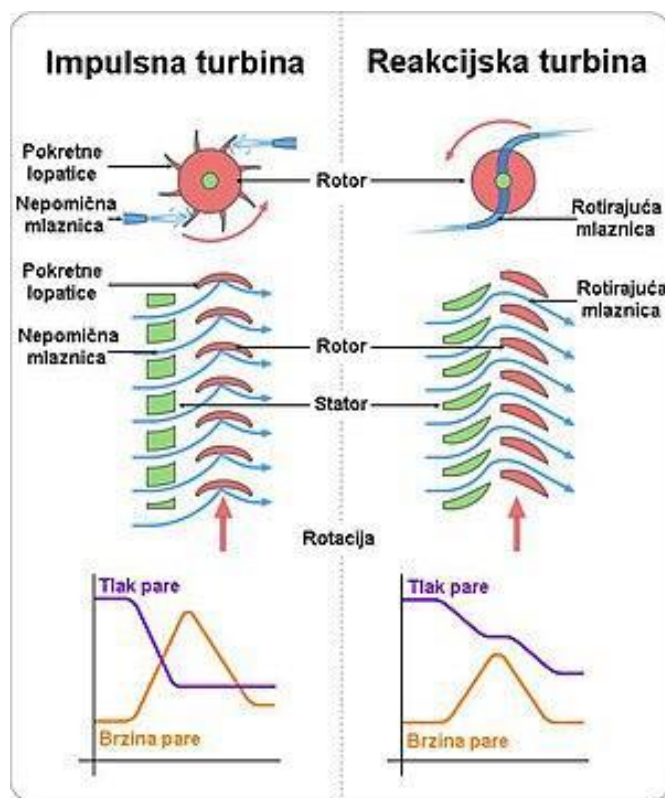 Impulsna turbina
Reakcijska turbina
Pokretne
lopatice
Nepomična
mlaznica
Rotor
Rotirajuća
mlaznica
Pokretne
lopatice
Nepomična
mlaznica
Rotirajuća
mlaznica
Rotor
Stator
Rotacija
Tlak pare
Brzina pare
Tlak pare
Brzina pare